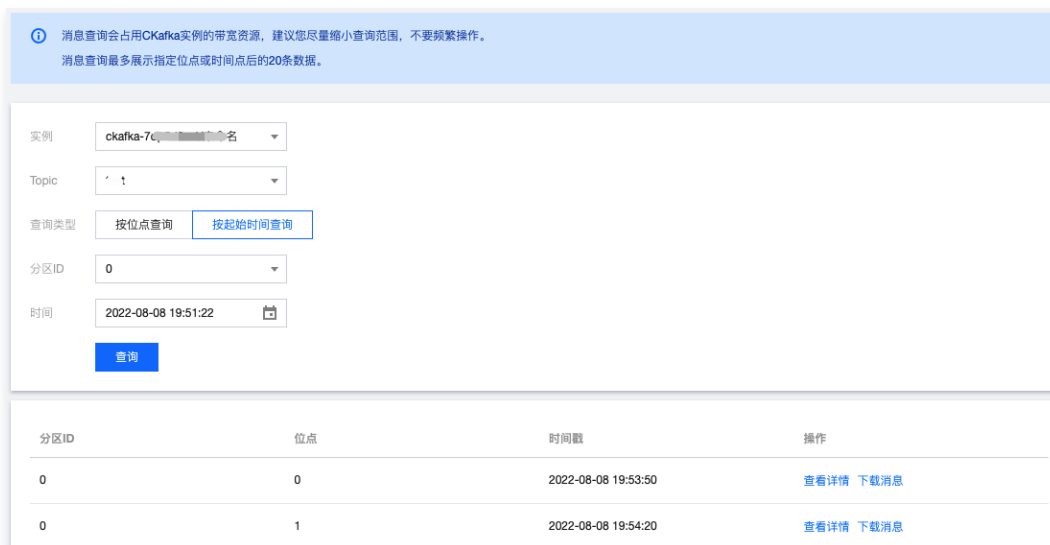 消息查询会占用CKafka实例的带宽资源，建议您尽量缩小查询范围，不要频繁操作。
消息查询最多展示指定位点或时间点后的20条数据。
实例 名
Topic
查询类型 按位点查询 按起始时间查询
分区ID 0
时间 2022-08-08 19:51:22
查询
分区ID 位点 时间戳 操作
0 0 2022-08-08 19:53:50 查看详情 下载消息
0 1 2022-08-08 19:54:20 查看详情 下载消息